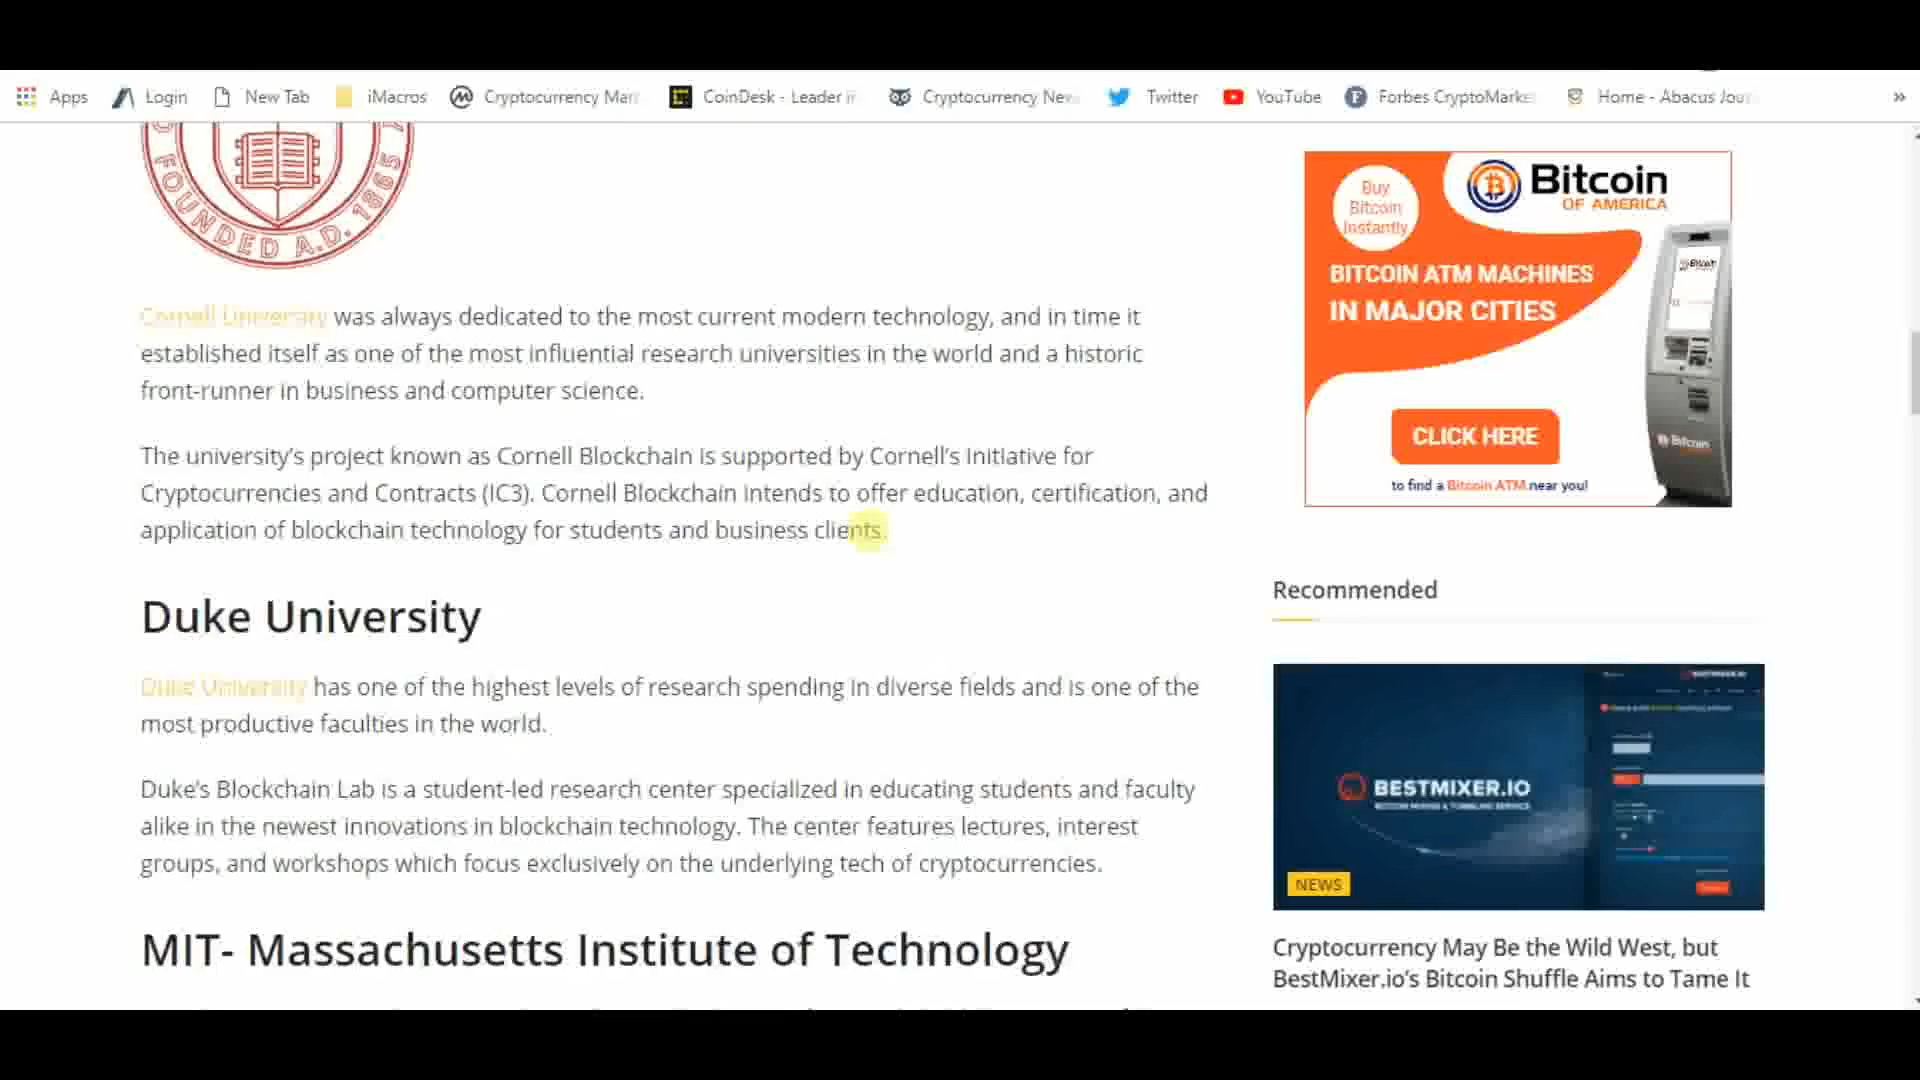 Apps Login New Tab iMacros Cryptocurrency Mar CoinDesk - Leader in Cryptocurrency New Twitter YouTube Forbes CryptoMarke Home - Abacus Jour »
FOUNDED A.D. 1865
Cornell University was always dedicated to the most current modern technology, and in time it
established itself as one of the most influential research universities in the world and a historic
front-runner in business and computer science.
The university's project known as Cornell Blockchain is supported by Cornell's Initiative for
Cryptocurrencies and Contracts (IC3). Cornell Blockchain intends to offer education, certification, and
application of blockchain technology for students and business clients.
Duke University
Duke University has one of the highest levels of research spending in diverse fields and is one of the
most productive faculties in the world.
Duke's Blockchain Lab is a student-led research center specialized in educating students and faculty
alike in the newest innovations in blockchain technology. The center features lectures, interest
groups, and workshops which focus exclusively on the underlying tech of cryptocurrencies.
MIT- Massachusetts Institute of Technology
Buy
Bitcoin
Instantly
Bitcoin
OF AMERICA
BITCOIN ATM MACHINES
IN MAJOR CITIES
Bitcoin
CLICK HERE
Bitcoin
to find a Bitcoin ATM near you!
Recommended
BESTMIXER.IO
BESTMIXER.IO
BITCOIN MIXING & TUMBLING SERVICE
NEWS
Cryptocurrency May Be the Wild West, but
BestMixer.io's Bitcoin Shuffle Aims to Tame It